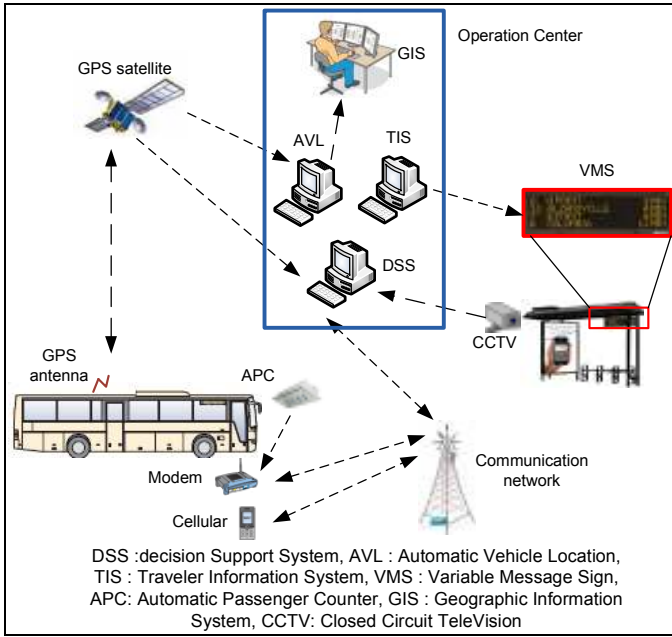 Operation Center
GIS
GPS satellite
AVL
TIS
VMS
DSS
CCTV
GPS
antenna
APC
Modem
Communication
network
Cellular
DSS :decision Support System, AVL : Automatic Vehicle Location,
TIS : Traveler Information System, VMS : Variable Message Sign,
APC: Automatic Passenger Counter, GIS : Geographic Information
System, CCTV: Closed Circuit TeleVision